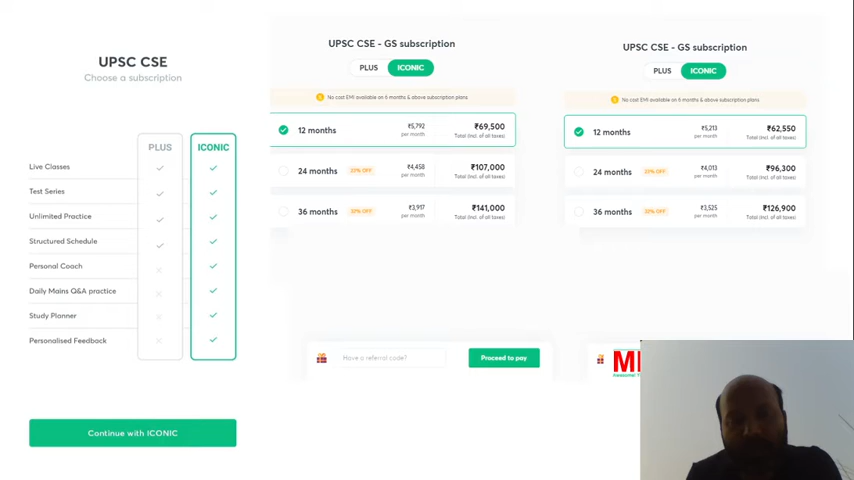 UPSC CSE
Choose a subscription
PLUS
ICONIC
Live Classes
Test Series
Unlimited Practice
Structured Schedule
Personal Coach
Daily Mains Q&A practice
Study Planner
Personalised Feedback
Continue with ICONIC
UPSC CSE - GS subscription
PLUS
ICONIC
No cost EMI available on 6 months & above subscription plans
12 months
₹5,792
per month
₹69,500
Total (Incl. of all taxes)
24 months
₹4,458
per month
₹107,000
Total (Incl. of all taxes)
36 months
₹3,917
per month
₹141,000
Total (Incl. of all taxes)
Have a referral code?
Proceed to pay
UPSC CSE - GS subscription
PLUS
ICONIC
No cost EMI available on 6 months & above subscription plans
12 months
₹5,213
per month
₹62,550
Total (Incl. of all taxes)
24 months
₹4,013
per month
₹96,300
Total (Incl. of all taxes)
36 months
₹3,525
per month
₹126,900
Total (Incl. of all taxes)